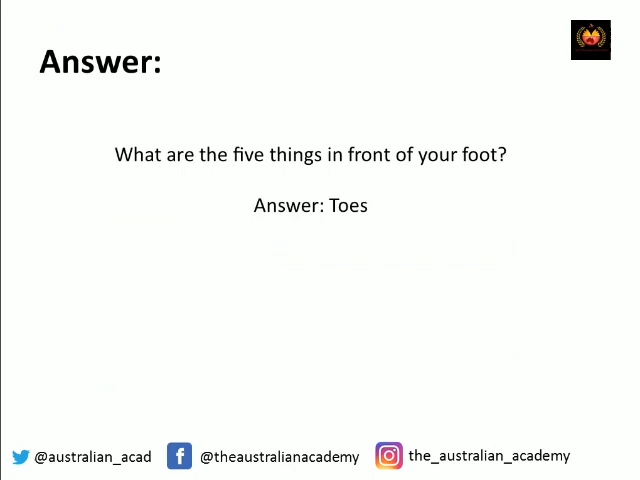 Answer:
What are the five things in front of your foot?
Answer: Toes
@australian_acad @theaustralianacademy the_australian_academy